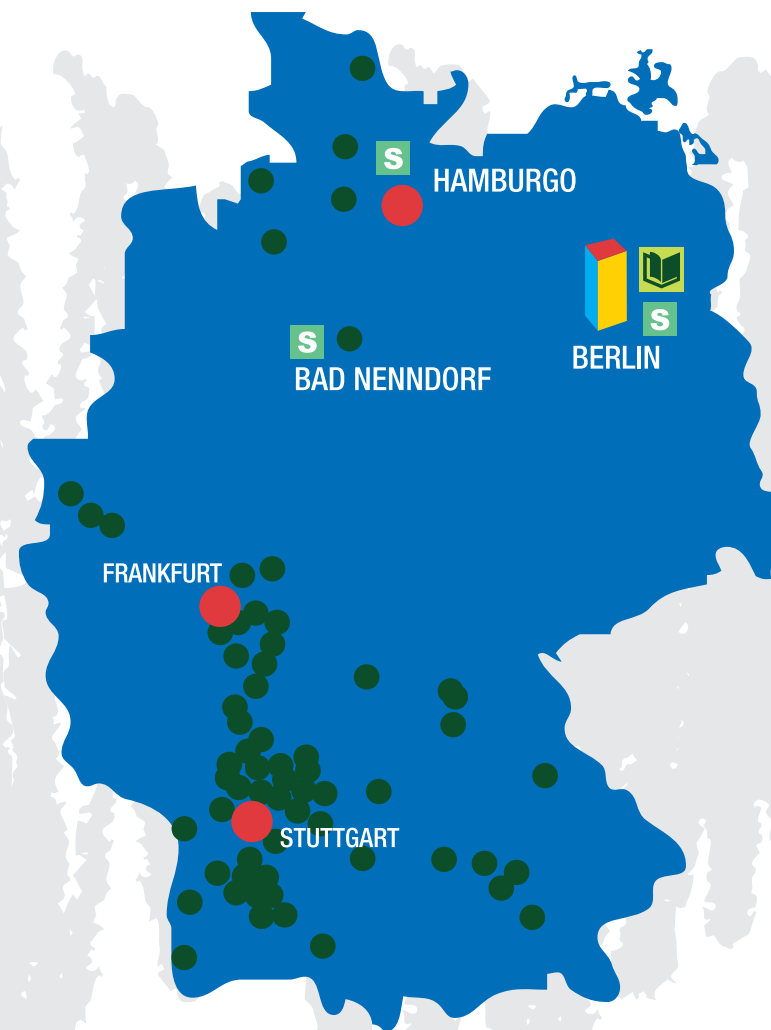 S
HAMBURGO
S
BERLIN
S
BAD NENNDORF
FRANKFURT
STUTTGART